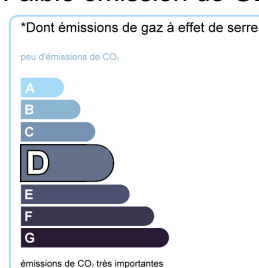 *Dont émissions de gaz à effet de serre
peu d'émissions de CO₂
A
B
C
D
E
F
G
émissions de CO₂ très importantes